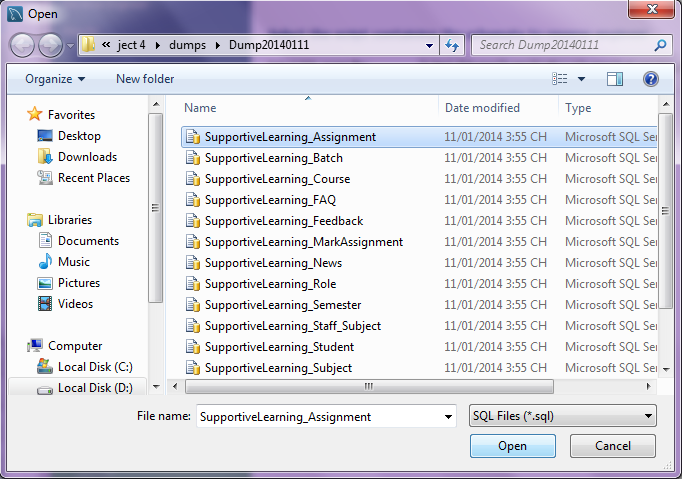 Open
« ject 4 ▸ dumps ▸ Dump20140111
Search Dump20140111
Organize
New folder
Favorites
Desktop
Downloads
Recent Places
Libraries
Documents
Music
Pictures
Videos
Computer
Local Disk (C:)
Local Disk (D:)
Name Date modified Type
SupportiveLearning_Assignment 11/01/2014 3:55 CH Microsoft SQL Ser
SupportiveLearning_Batch 11/01/2014 3:55 CH Microsoft SQL Ser
SupportiveLearning_Course 11/01/2014 3:55 CH Microsoft SQL Ser
SupportiveLearning_FAQ 11/01/2014 3:55 CH Microsoft SQL Ser
SupportiveLearning_Feedback 11/01/2014 3:55 CH Microsoft SQL Ser
SupportiveLearning_MarkAssignment 11/01/2014 3:55 CH Microsoft SQL Ser
SupportiveLearning_News 11/01/2014 3:55 CH Microsoft SQL Ser
SupportiveLearning_Role 11/01/2014 3:55 CH Microsoft SQL Ser
SupportiveLearning_Semester 11/01/2014 3:55 CH Microsoft SQL Ser
SupportiveLearning_Staff_Subject 11/01/2014 3:55 CH Microsoft SQL Ser
SupportiveLearning_Student 11/01/2014 3:55 CH Microsoft SQL Ser
SupportiveLearning_Subject 11/01/2014 3:55 CH Microsoft SQL Ser
File name: SupportiveLearning_Assignment
SQL Files (*.sql)
Open
Cancel